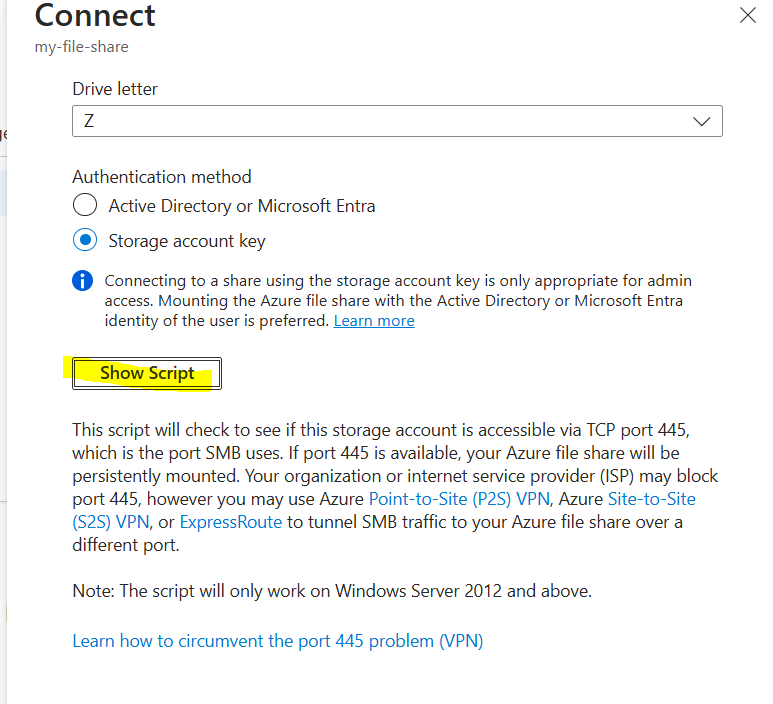 Connect
my-file-share
Drive letter
Z
Authentication method
Active Directory or Microsoft Entra
Storage account key
Connecting to a share using the storage account key is only appropriate for admin
access. Mounting the Azure file share with the Active Directory or Microsoft Entra
identity of the user is preferred. Learn more
Show Script
This script will check to see if this storage account is accessible via TCP port 445,
which is the port SMB uses. If port 445 is available, your Azure file share will be
persistently mounted. Your organization or internet service provider (ISP) may block
port 445, however you may use Azure Point-to-Site (P2S) VPN, Azure Site-to-Site
(S2S) VPN, or ExpressRoute to tunnel SMB traffic to your Azure file share over a
different port.
Note: The script will only work on Windows Server 2012 and above.
Learn how to circumvent the port 445 problem (VPN)